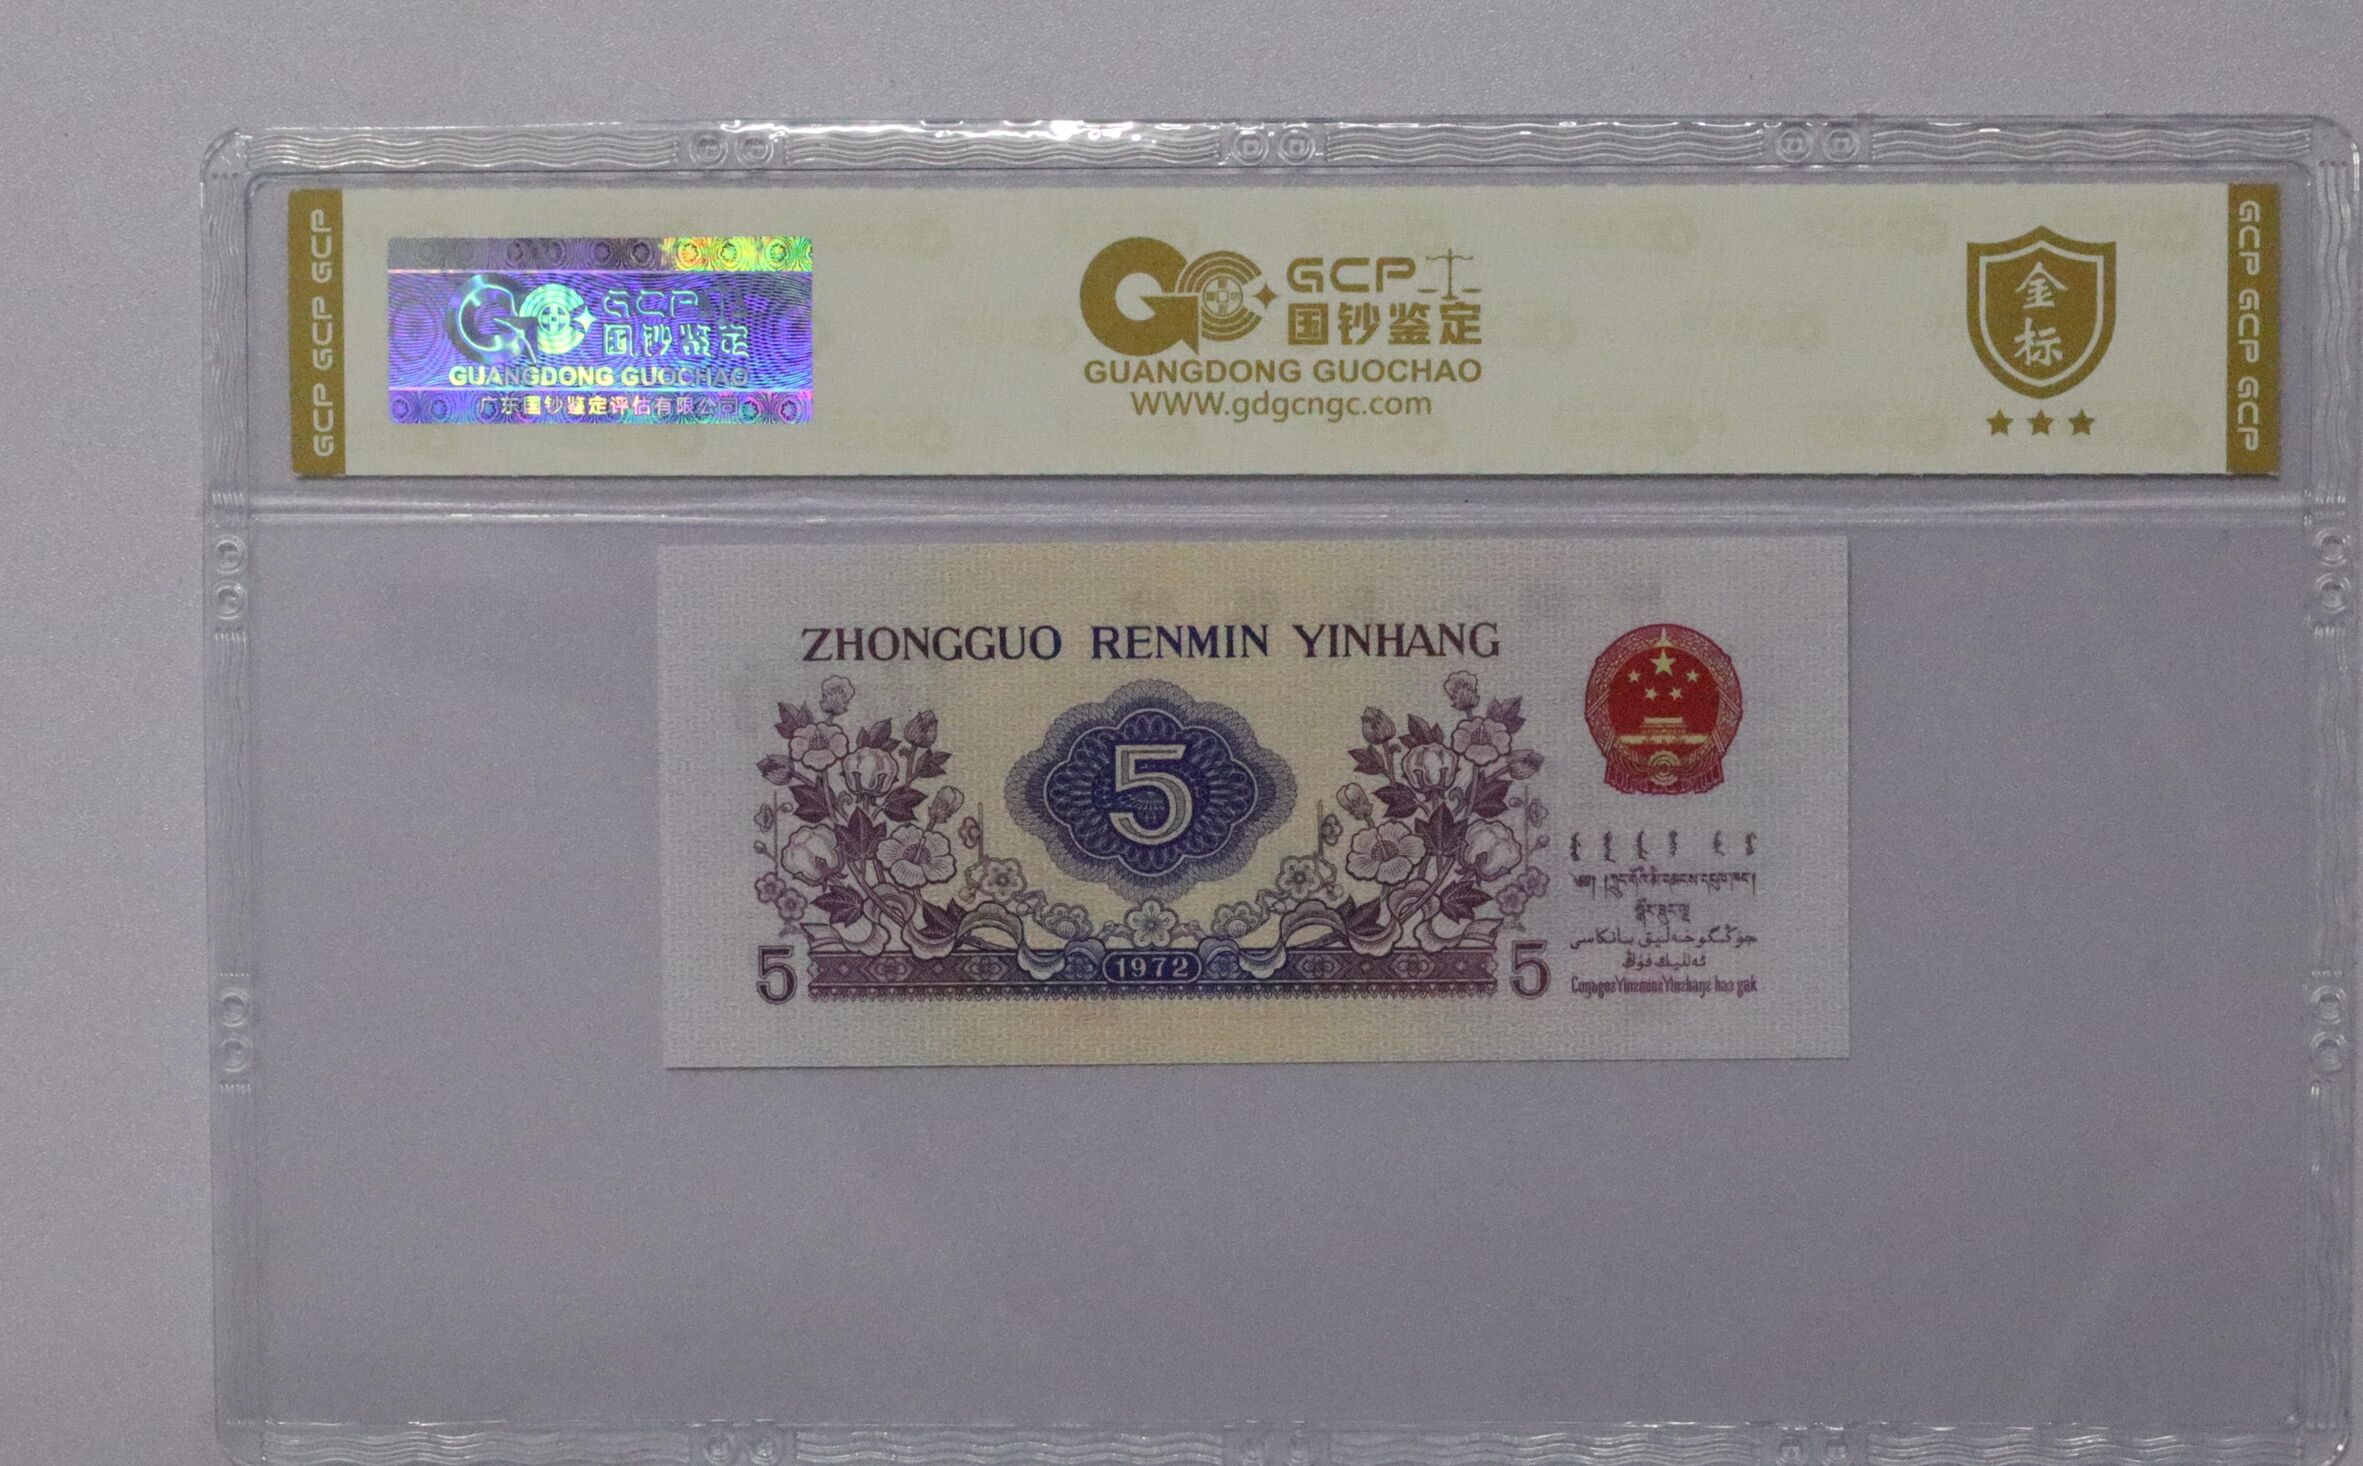 GCP GCP GCP
GCP
国钞鉴定
GUANGDONG GUOCHAO
广东国钞鉴定评估有限公司
GCP
国钞鉴定
GUANGDONG GUOCHAO
WWW.gdgcngc.com
金
标
GCP GCP GCP
ZHONGGUO RENMIN YINHANG
5
جۇڭگوخەلىق بانكىسى
5
1972
5